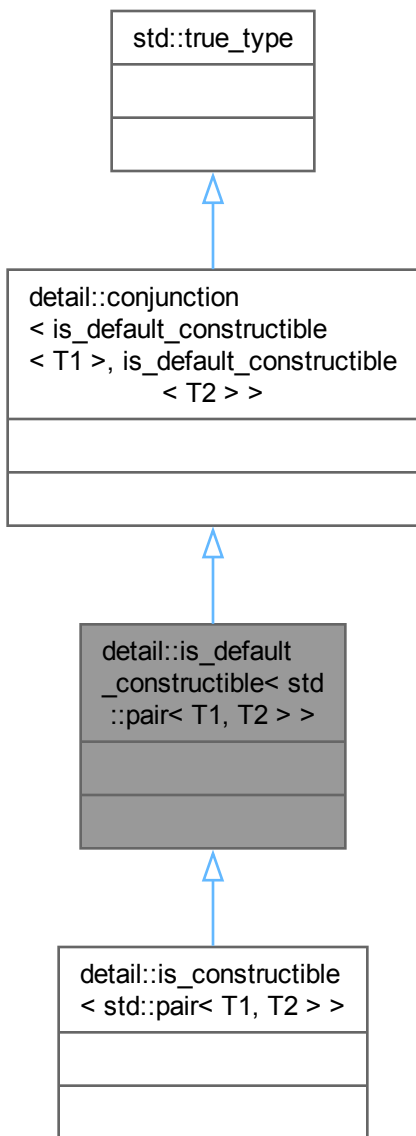 std::true_type
detail::conjunction
< is_default_constructible
< T1 >, is_default_constructible
< T2 > >
detail::is_default
_constructible< std
::pair< T1, T2 > >
detail::is_constructible
< std::pair< T1, T2 > >